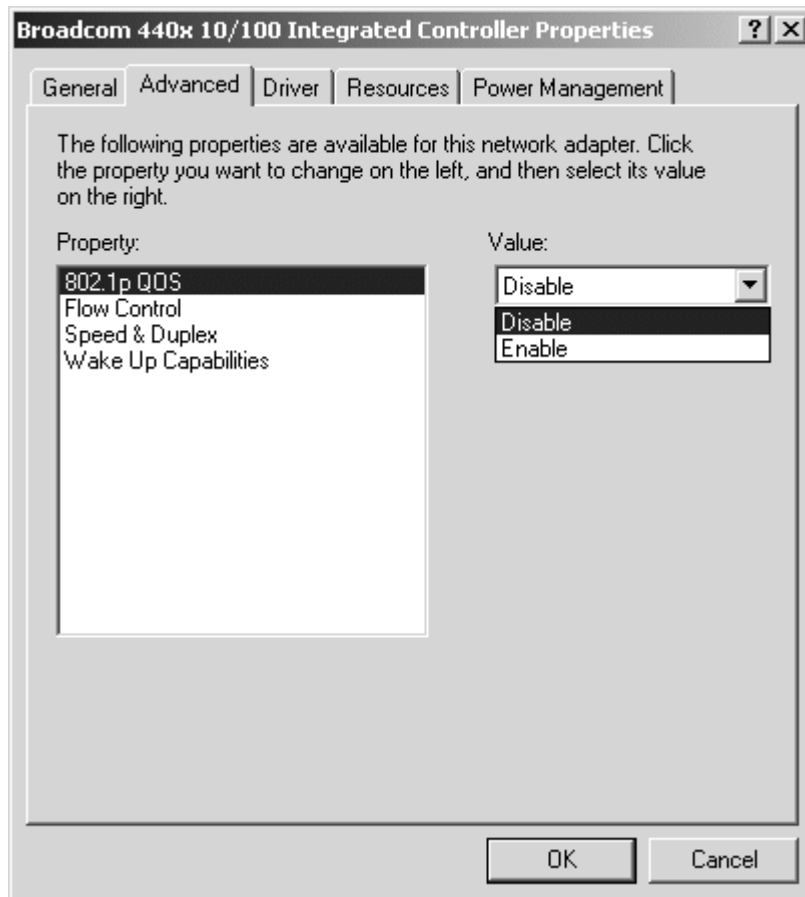 Broadcom 440x 10/100 Integrated Controller Properties
General Advanced Driver Resources Power Management
The following properties are available for this network adapter. Click
the property you want to change on the left, and then select its value
on the right.
Property:
802.1p QOS
Flow Control
Speed & Duplex
Wake Up Capabilities
Value:
Disable
Disable
Enable
OK Cancel